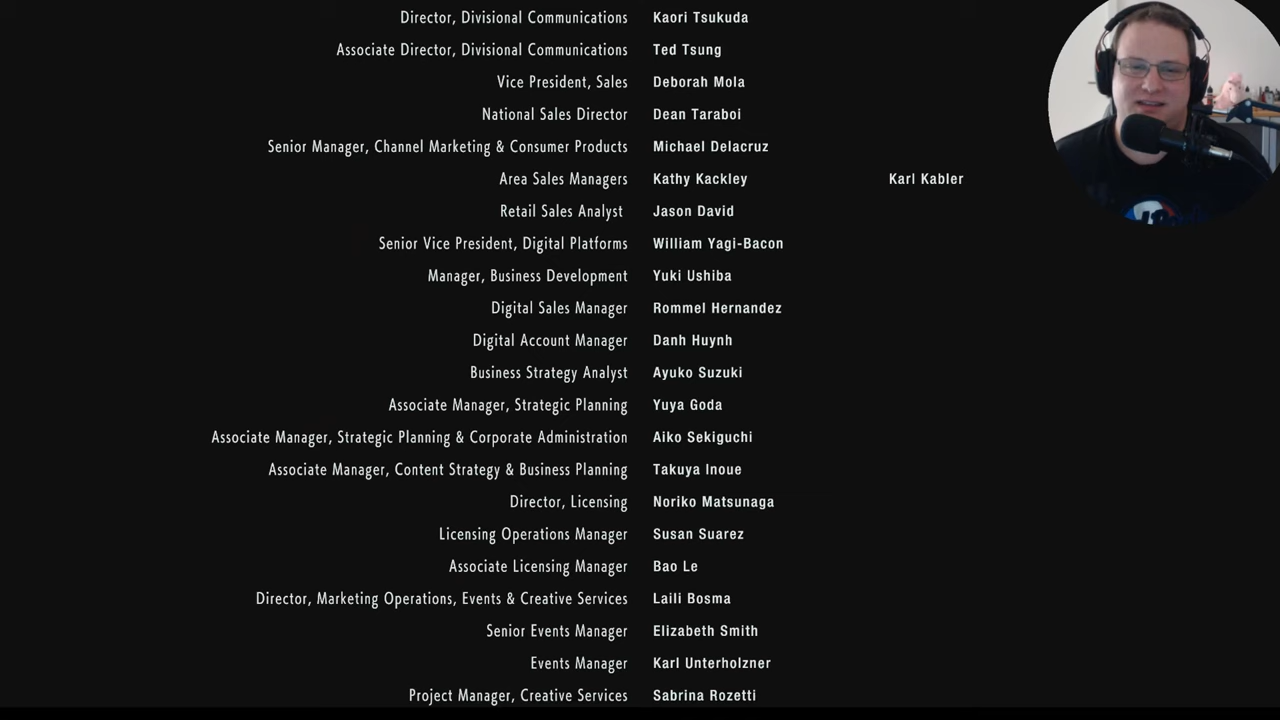 Director, Divisional Communications Kaori Tsukuda
Associate Director, Divisional Communications Ted Tsung
Vice President, Sales Deborah Mola
National Sales Director Dean Taraboi
Senior Manager, Channel Marketing & Consumer Products Michael Delacruz
Area Sales Managers Kathy Kackley Karl Kabler
Retail Sales Analyst Jason David
Senior Vice President, Digital Platforms William Yagi-Bacon
Manager, Business Development Yuki Ushiba
Digital Sales Manager Rommel Hernandez
Digital Account Manager Danh Huynh
Business Strategy Analyst Ayuko Suzuki
Associate Manager, Strategic Planning Yuya Goda
Associate Manager, Strategic Planning & Corporate Administration Aiko Sekiguchi
Associate Manager, Content Strategy & Business Planning Takuya Inoue
Director, Licensing Noriko Matsunaga
Licensing Operations Manager Susan Suarez
Associate Licensing Manager Bao Le
Director, Marketing Operations, Events & Creative Services Laili Bosma
Senior Events Manager Elizabeth Smith
Events Manager Karl Unterholzner
Project Manager, Creative Services Sabrina Rozetti